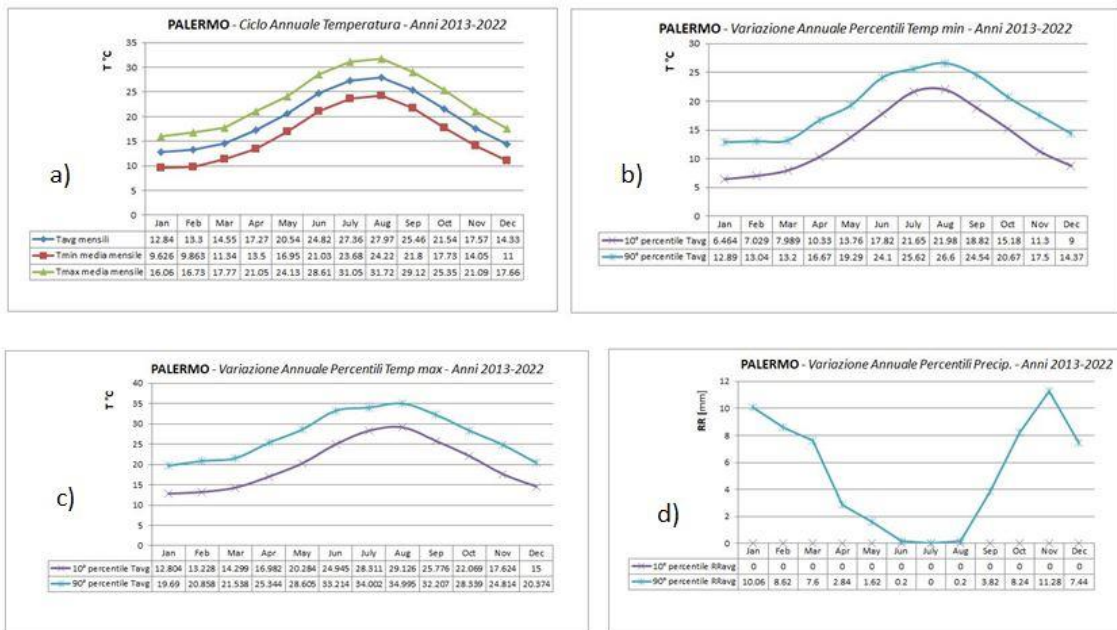 PALERMO - Ciclo Annuale Temperatura - Anni 2013-2022
T °C
35
30
25
20
15
10
5
0
a)
Jan Feb Mar Apr May Jun July Aug Sep Oct Nov Dec
Tavg mensili 12.84 13.3 14.55 17.27 20.54 24.82 27.36 27.97 25.46 21.54 17.57 14.33
Tmin media mensile 9.626 9.863 11.34 13.5 16.95 21.03 23.68 24.22 21.8 17.73 14.05 11
Tmax media mensile 16.06 16.73 17.77 21.05 24.13 28.61 31.05 31.72 29.12 25.35 21.09 17.66
PALERMO - Variazione Annuale Percentili Temp min - Anni 2013-2022
T °C
30
25
20
15
10
5
0
b)
Jan Feb Mar Apr May Jun July Aug Sep Oct Nov Dec
10° percentile Tavg 6.464 7.029 7.989 10.33 13.76 17.82 21.65 21.98 18.82 15.18 11.3 9
90° percentile Tavg 12.89 13.04 13.2 16.67 19.29 24.1 25.62 26.6 24.54 20.67 17.5 14.37
PALERMO - Variazione Annuale Percentili Temp max - Anni 2013-2022
T °C
40
35
30
25
20
15
10
5
0
c)
Jan Feb Mar Apr May Jun July Aug Sep Oct Nov Dec
10° percentile Tavg 12.804 13.228 14.299 16.982 20.284 24.945 28.311 29.126 25.776 22.069 17.624 15
90° percentile Tavg 19.69 20.858 21.538 25.344 28.605 33.214 34.002 34.995 32.207 28.339 24.814 20.374
PALERMO - Variazione Annuale Percentili Precip. - Anni 2013-2022
RR [mm]
12
10
8
6
4
2
0
d)
Jan Feb Mar Apr May Jun July Aug Sep Oct Nov Dec
10° percentile RRavg 0 0 0 0 0 0 0 0 0 0 0 0
90° percentile RRavg 10.06 8.62 7.6 2.84 1.62 0.2 0 0.2 3.82 8.24 11.28 7.44